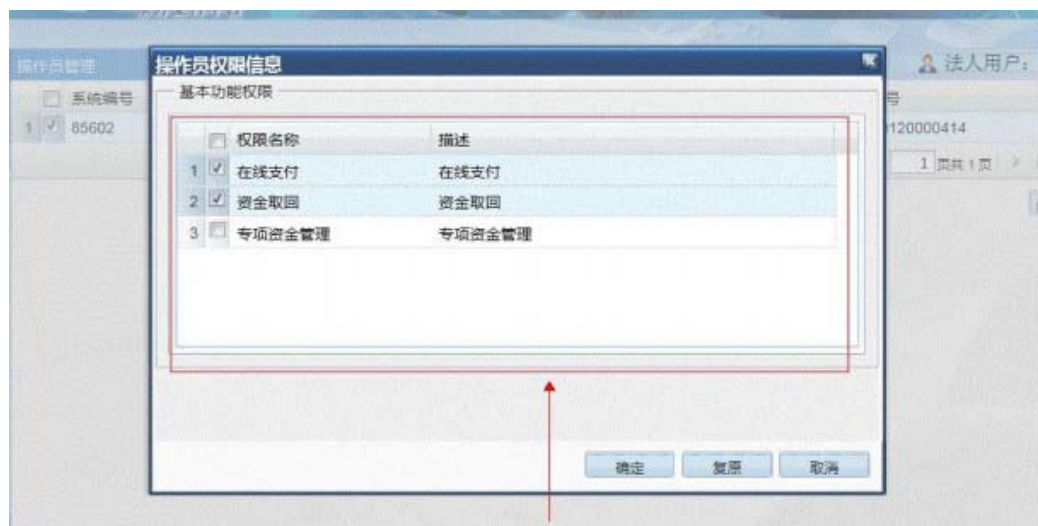 操作员管理
法人用户:
系统编号
号
1 85602
1120000414
1 页共 1 页
操作员权限信息
基本功能权限
权限名称 描述
1 在线支付 在线支付
2 资金取回 资金取回
3 专项资金管理 专项资金管理
确定 复原 取消